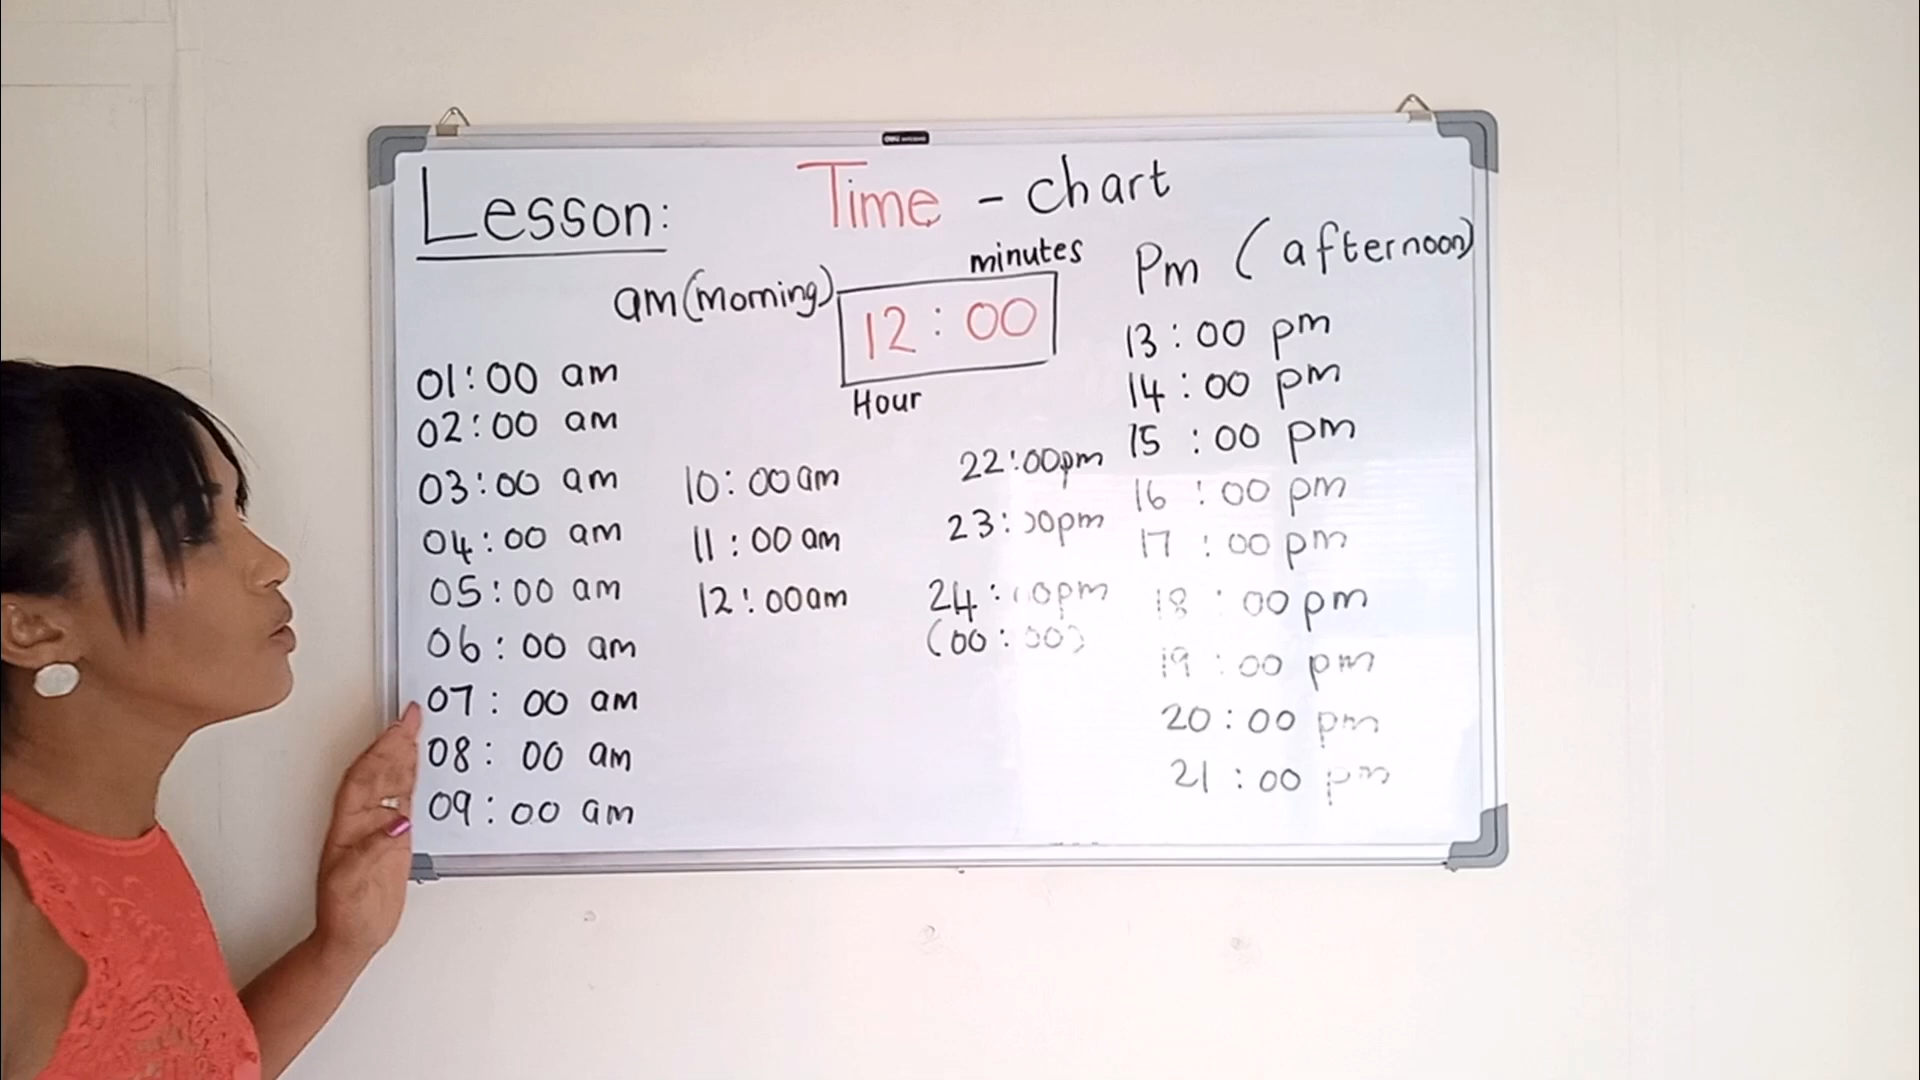 Lesson:
Time - chart
am (morning)
minutes
12:00
Hour
Pm (afternoon)
01:00 am
02:00 am
03:00 am
04:00 am
05:00 am
06:00 am
07:00 am
08:00 am
09:00 am
10:00 am
11:00 am
12:00 am
13:00 pm
14:00 pm
15:00 pm
16:00 pm
17:00 pm
18:00 pm
19:00 pm
20:00 pm
21:00 pm
22:00 pm
23:00 pm
24:00 pm
(00:00)